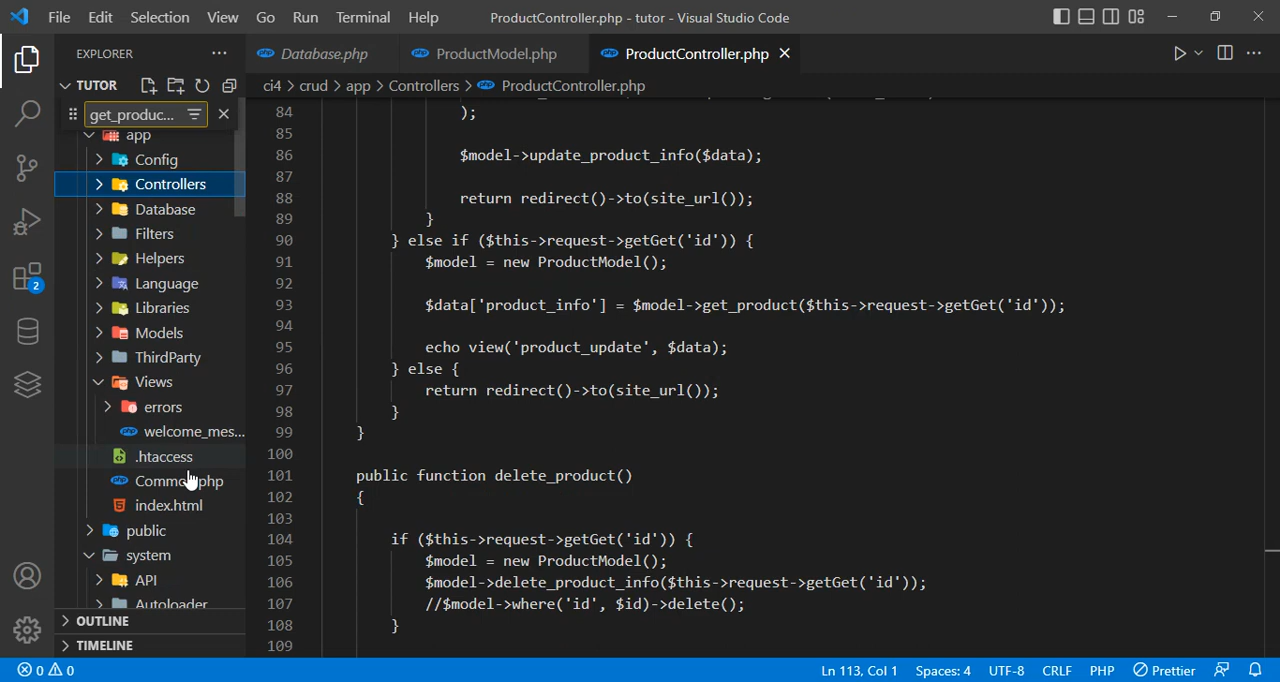 File Edit Selection View Go Run Terminal Help ProductController.php - tutor - Visual Studio Code
EXPLORER
TUTOR
get_produc...
app
Config
Controllers
Database
Filters
Helpers
Language
Libraries
Models
ThirdParty
Views
errors
welcome_mes...
.htaccess
index.html
public
system
API
Autoloader
OUTLINE
TIMELINE
2
Database.php ProductModel.php ProductController.php
ci4 > crud > app > Controllers > ProductController.php
84 );
85
86 $model->update_product_info($data);
87
88 return redirect()->to(site_url());
89 }
90 } else if ($this->request->getGet('id')) {
91 $model = new ProductModel();
92
93 $data['product_info'] = $model->get_product($this->request->getGet('id'));
94
95 echo view('product_update', $data);
96 } else {
97 return redirect()->to(site_url());
98 }
99 }
100
101 public function delete_product()
102 {
103
104 if ($this->request->getGet('id')) {
105 $model = new ProductModel();
106 $model->delete_product_info($this->request->getGet('id'));
107 //$model->where('id', $id)->delete();
108 }
109
0 0 Ln 113, Col 1 Spaces: 4 UTF-8 CRLF PHP Prettier